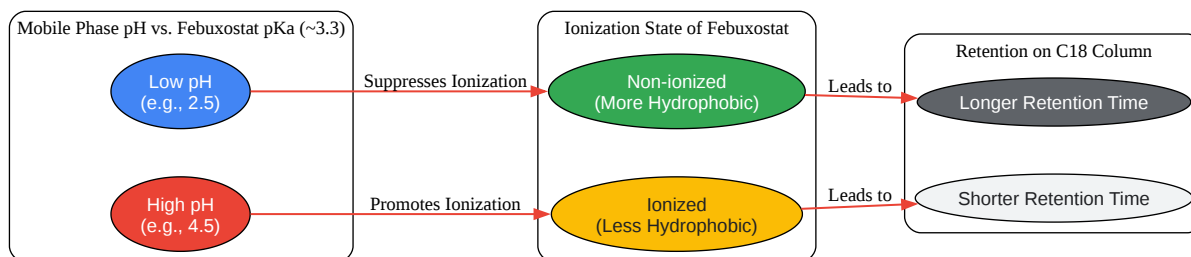 Mobile Phase pH vs. Febuxostat pKa (~3.3)
Low pH
(e.g., 2.5)
High pH
(e.g., 4.5)
Suppresses Ionization
Promotes Ionization
Ionization State of Febuxostat
Non-ionized
(More Hydrophobic)
Ionized
(Less Hydrophobic)
Leads to
Leads to
Retention on C18 Column
Longer Retention Time
Shorter Retention Time